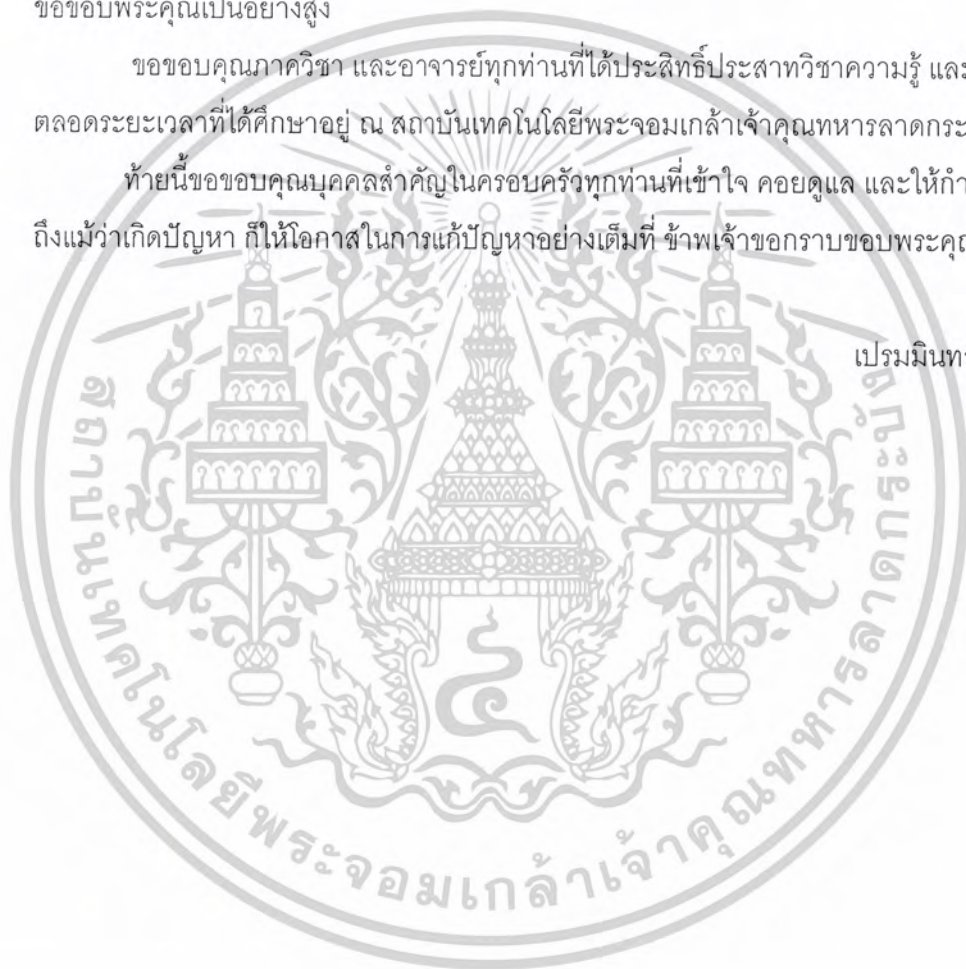 ขอขอบพระคุณเป็นอย่างสูง
ขอขอบคุณภาควิชา และอาจารย์ทุกท่านที่ได้ประสิทธิ์ประสาทวิชาความรู้ และ
ตลอดระยะเวลาที่ได้ศึกษาอยู่ ณ สถาบันเทคโนโลยีพระจอมเกล้าเจ้าคุณทหารลาดกระ
ท้ายนี้ขอขอบคุณบุคคลสำคัญในครอบครัวทุกท่านที่เข้าใจ คอยดูแล และให้กำ
ถึงแม้ว่าเกิดปัญหา ก็ให้โอกาสในการแก้ปัญหาอย่างเต็มที่ ข้าพเจ้าขอกราบขอบพระคุณ
เปรมมินทร
สถาบันเทคโนโลยีพระจอมเกล้าเจ้าคุณทหารลาดกระบัง